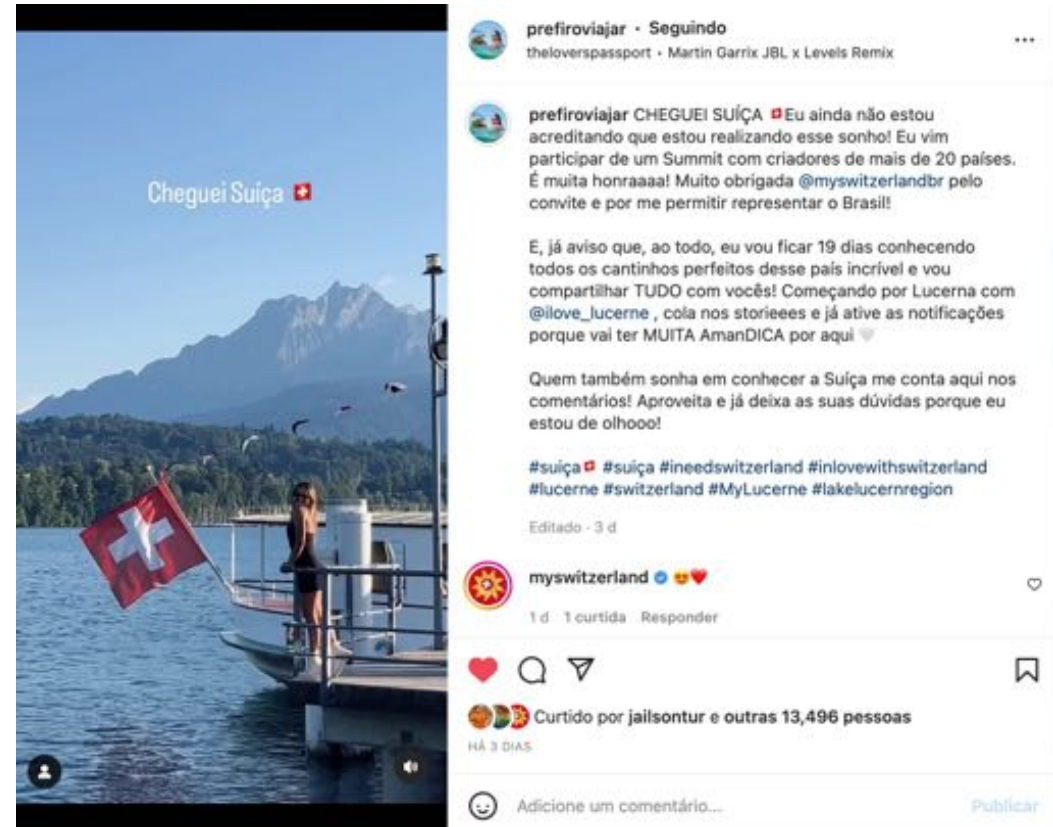 Cheguei Suíça 🇨🇭
prefiroviajar • Seguindo
theloverspassport • Martin Garrix JBL x Levels Remix
prefiroviajar CHEGUEI SUÍÇA 🇨🇭Eu ainda não estou
acreditando que estou realizando esse sonho! Eu vim
participar de um Summit com criadores de mais de 20 países.
É muita honraaaa! Muito obrigada @myswitzerlandbr pelo
convite e por me permitir representar o Brasil!
E, já aviso que, ao todo, eu vou ficar 19 dias conhecendo
todos os cantinhos perfeitos desse país incrível e vou
compartilhar TUDO com vocês! Começando por Lucerna com
@ilove_lucerne , cola nos storieees e já ative as notificações
porque vai ter MUITA AmanDICA por aqui 🤍
Quem também sonha em conhecer a Suíça me conta aqui nos
comentários! Aproveita e já deixa as suas dúvidas porque eu
estou de olhooo!
#suíça🇨🇭 #suiça #ineedswitzerland #inlovewithswitzerland
#lucerne #switzerland #MyLucerne #lakelucernregion
Editado · 3 d
myswitzerland 😍❤️
1 d 1 curtida Responder
Curtido por jailsontur e outras 13,496 pessoas
HÁ 3 DIAS
Adicione um comentário... Publicar